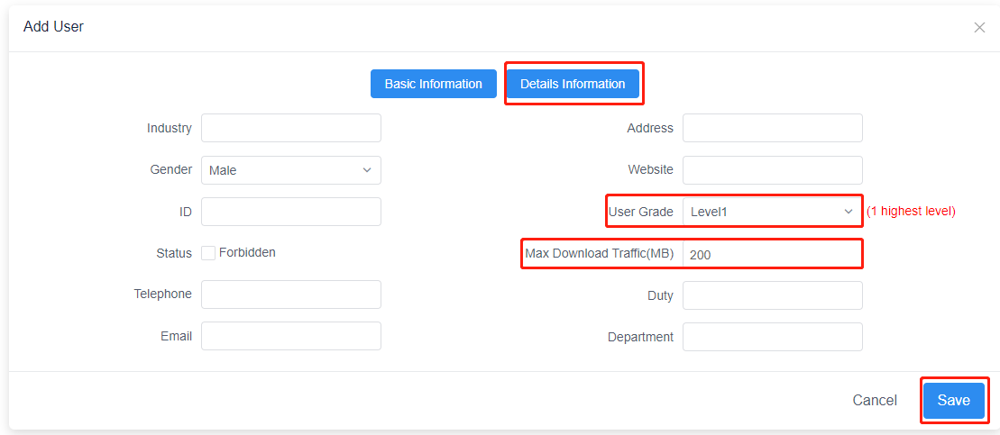 Add User
Basic Information Details Information
Industry Address
Gender Male Website
ID User Grade Level1 (1 highest level)
Status Forbidden Max Download Traffic(MB) 200
Telephone Duty
Email Department
Cancel Save